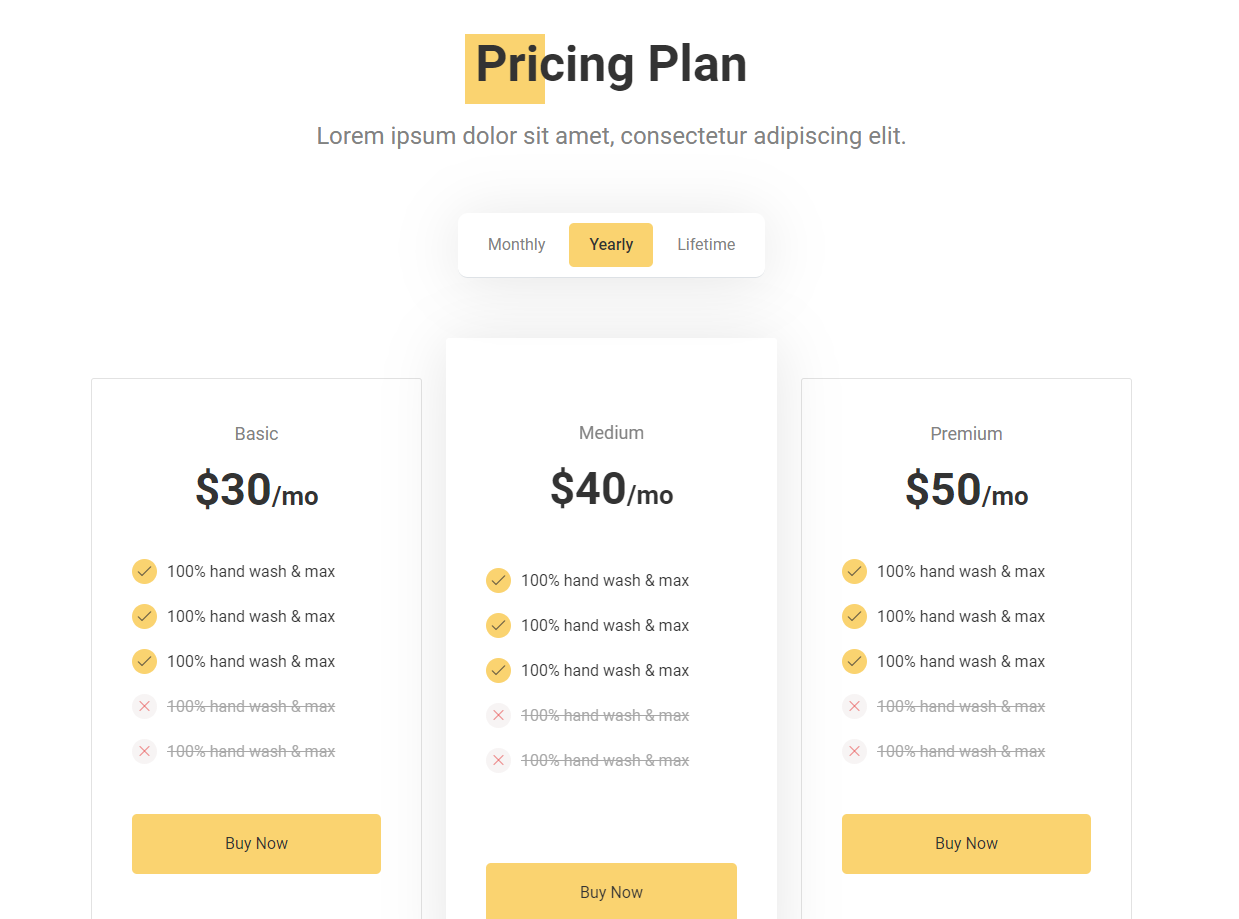 Pricing Plan
Lorem ipsum dolor sit amet, consectetur adipiscing elit.
Monthly
Yearly
Lifetime
Basic
$30/mo
100% hand wash & max
100% hand wash & max
100% hand wash & max
100% hand wash & max
100% hand wash & max
Buy Now
Medium
$40/mo
100% hand wash & max
100% hand wash & max
100% hand wash & max
100% hand wash & max
100% hand wash & max
Buy Now
Premium
$50/mo
100% hand wash & max
100% hand wash & max
100% hand wash & max
100% hand wash & max
100% hand wash & max
Buy Now